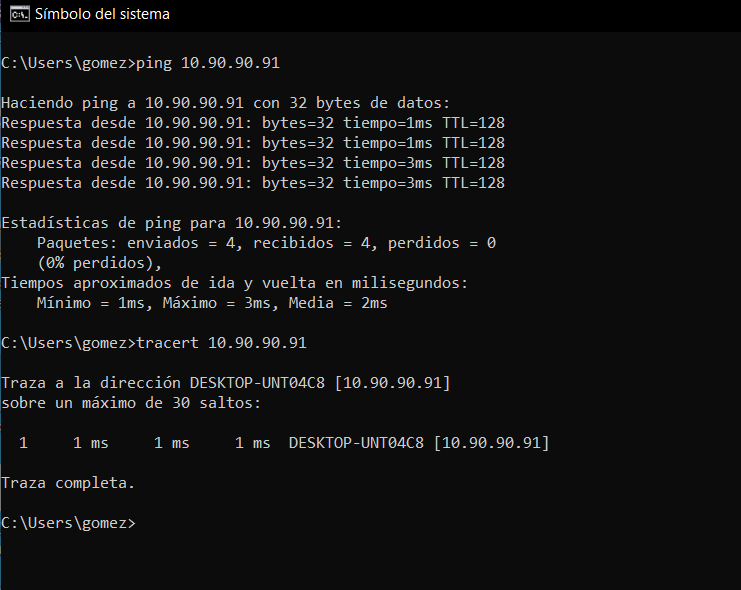 Símbolo del sistema
C:\Users\gomez>ping 10.90.90.91
Haciendo ping a 10.90.90.91 con 32 bytes de datos:
Respuesta desde 10.90.90.91: bytes=32 tiempo=1ms TTL=128
Respuesta desde 10.90.90.91: bytes=32 tiempo=1ms TTL=128
Respuesta desde 10.90.90.91: bytes=32 tiempo=3ms TTL=128
Respuesta desde 10.90.90.91: bytes=32 tiempo=3ms TTL=128
Estadísticas de ping para 10.90.90.91:
    Paquetes: enviados = 4, recibidos = 4, perdidos = 0
    (0% perdidos),
Tiempos aproximados de ida y vuelta en milisegundos:
    Mínimo = 1ms, Máximo = 3ms, Media = 2ms
C:\Users\gomez>tracert 10.90.90.91
Traza a la dirección DESKTOP-UNT04C8 [10.90.90.91]
sobre un máximo de 30 saltos:
  1     1 ms     1 ms     1 ms  DESKTOP-UNT04C8 [10.90.90.91]
Traza completa.
C:\Users\gomez>